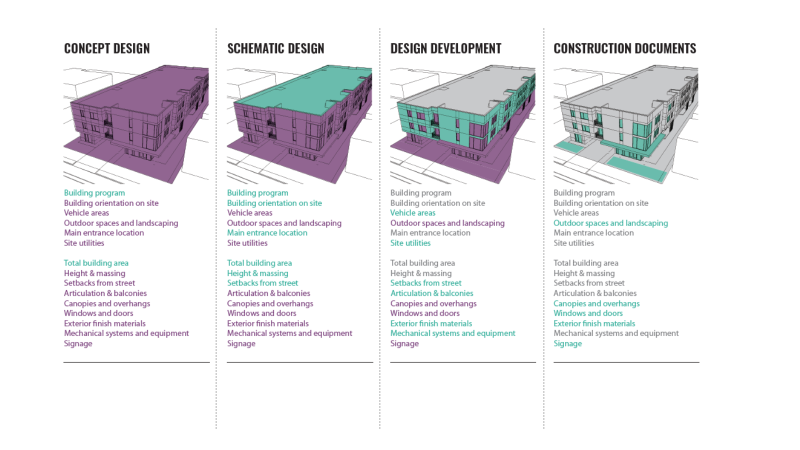 CONCEPT DESIGN
Building program
Building orientation on site
Vehicle areas
Outdoor spaces and landscaping
Main entrance location
Site utilities
Total building area
Height & massing
Setbacks from street
Articulation & balconies
Canopies and overhangs
Windows and doors
Exterior finish materials
Mechanical systems and equipment
Signage
SCHEMATIC DESIGN
Building program
Building orientation on site
Vehicle areas
Outdoor spaces and landscaping
Main entrance location
Site utilities
Total building area
Height & massing
Setbacks from street
Articulation & balconies
Canopies and overhangs
Windows and doors
Exterior finish materials
Mechanical systems and equipment
Signage
DESIGN DEVELOPMENT
Building program
Building orientation on site
Vehicle areas
Outdoor spaces and landscaping
Main entrance location
Site utilities
Total building area
Height & massing
Setbacks from street
Articulation & balconies
Canopies and overhangs
Windows and doors
Exterior finish materials
Mechanical systems and equipment
Signage
CONSTRUCTION DOCUMENTS
Building program
Building orientation on site
Vehicle areas
Outdoor spaces and landscaping
Main entrance location
Site utilities
Total building area
Height & massing
Setbacks from street
Articulation & balconies
Canopies and overhangs
Windows and doors
Exterior finish materials
Mechanical systems and equipment
Signage